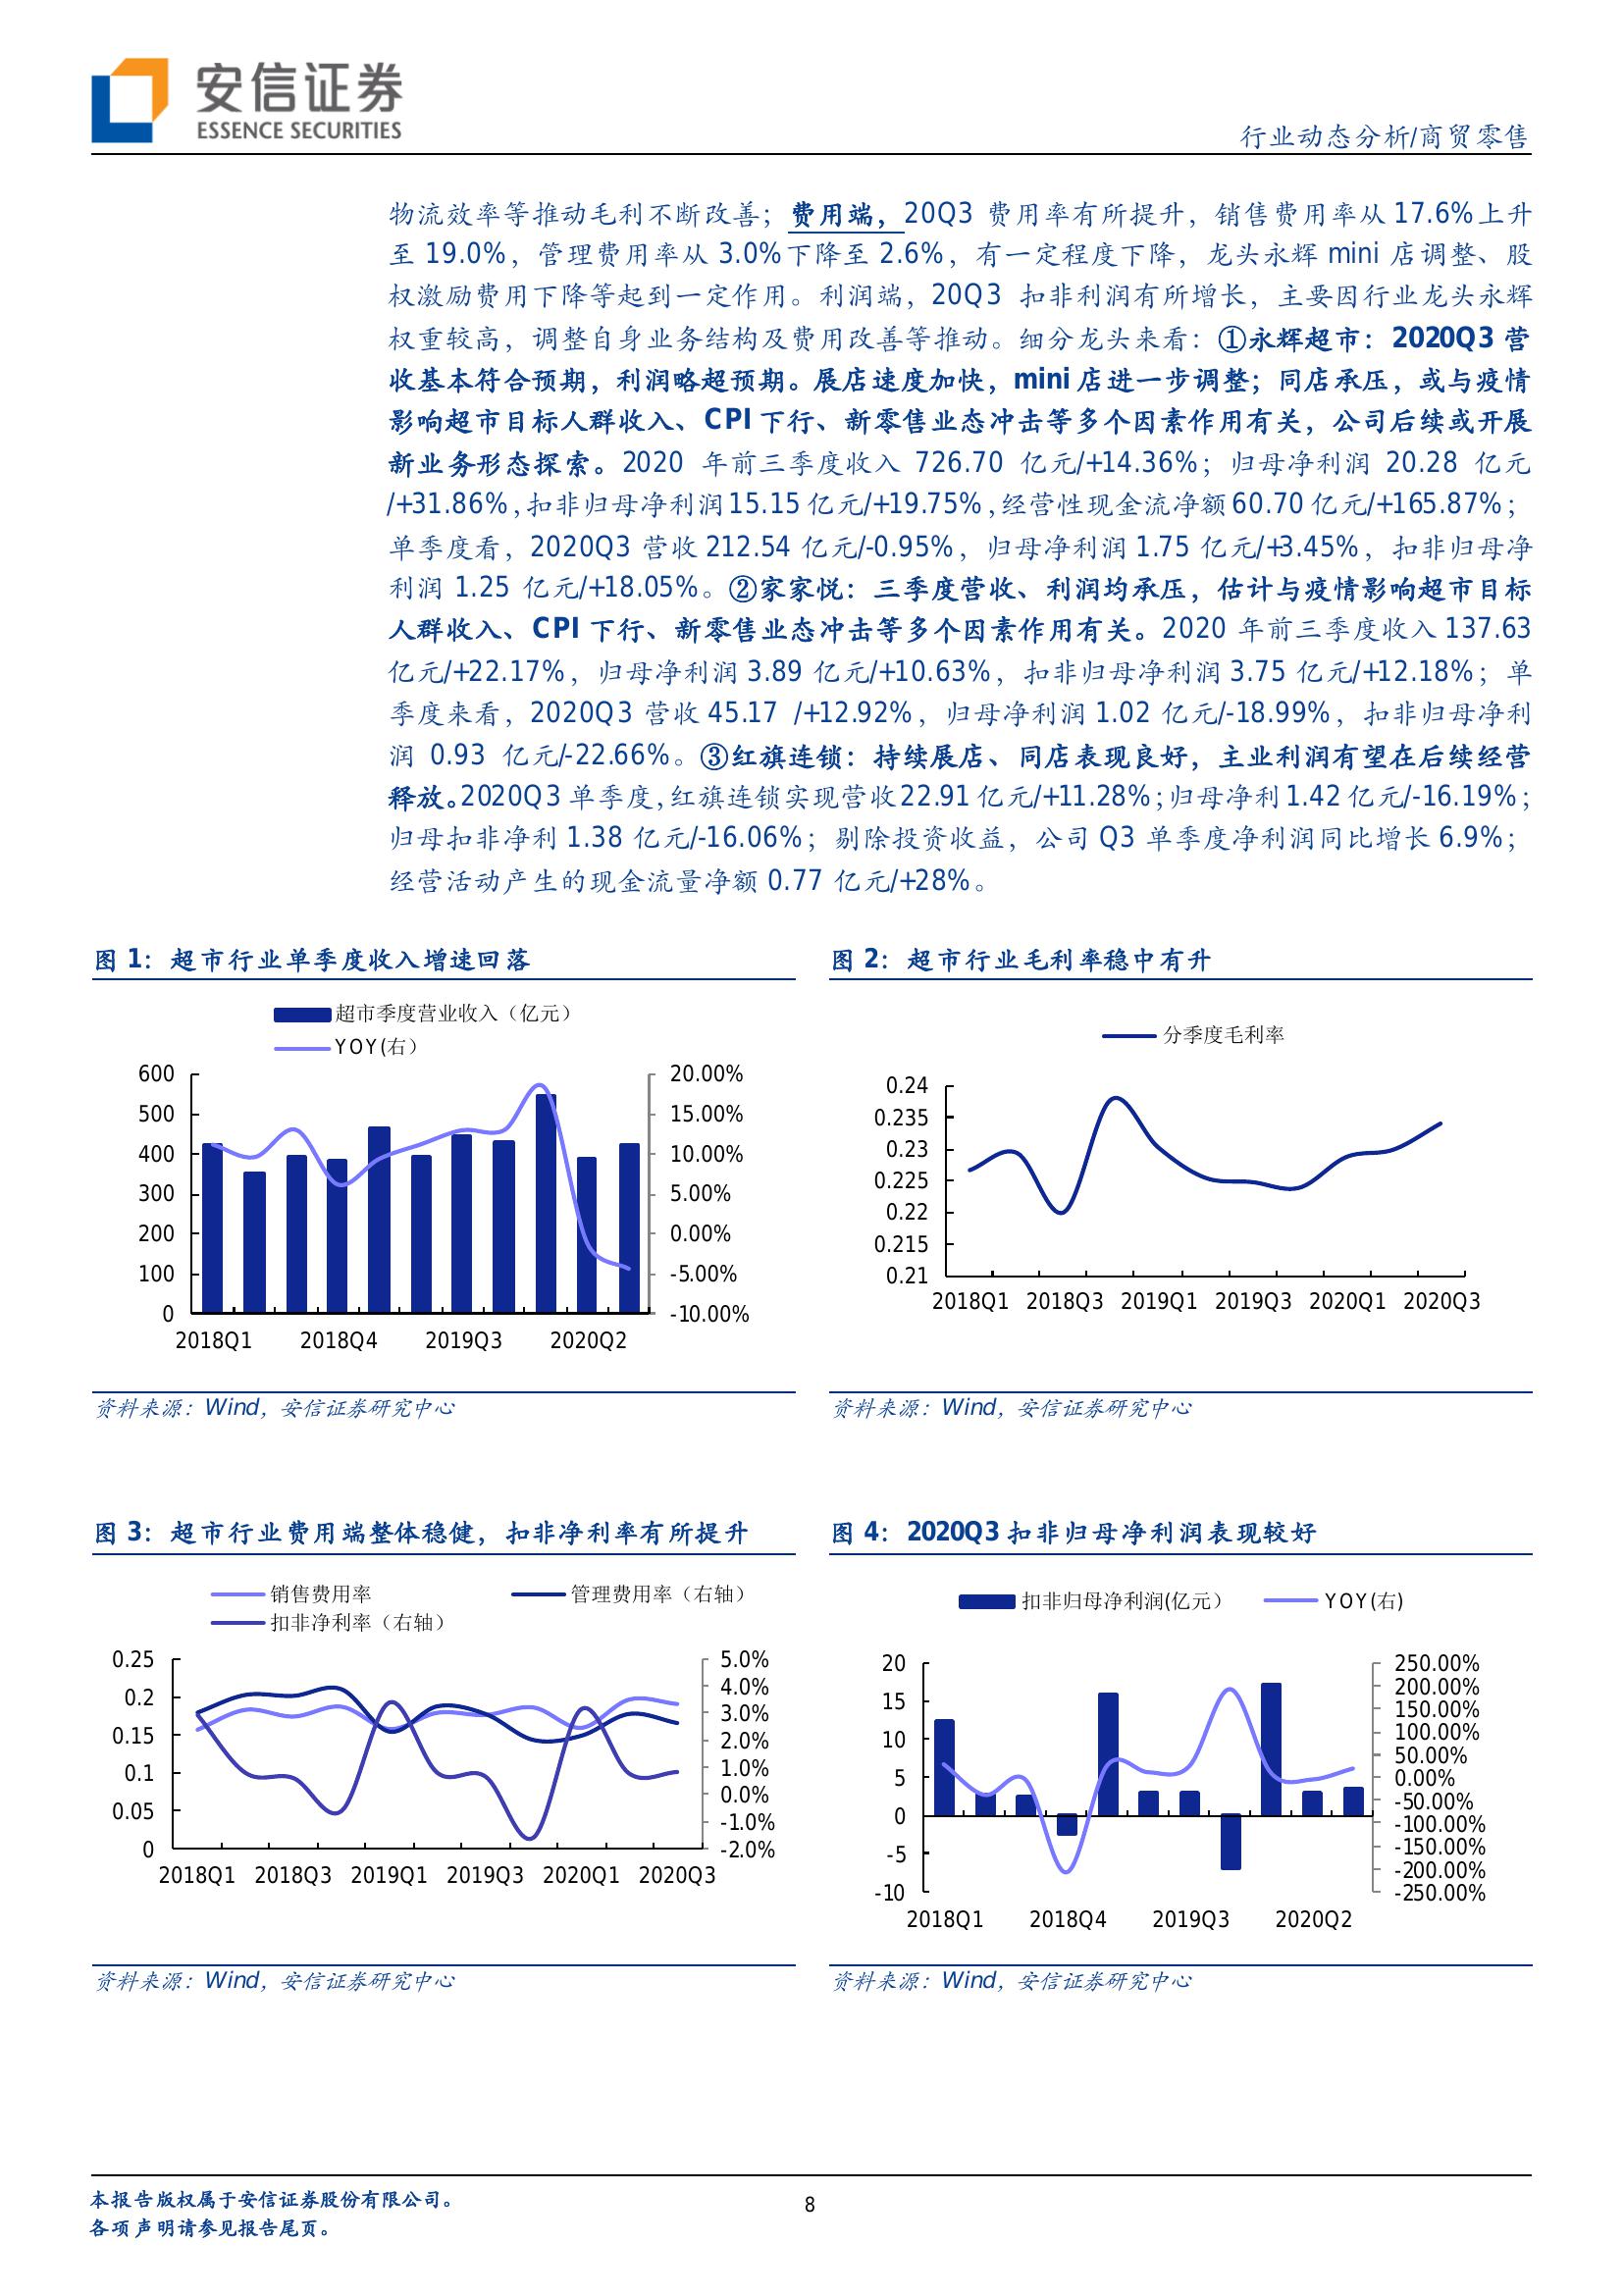 安信证券
ESSENCE SECURITIES
行业动态分析/商贸零售
物流效率等推动毛利不断改善；费用端，20Q3 费用率有所提升，销售费用率从 17.6%上升
至 19.0%，管理费用率从 3.0%下降至 2.6%，有一定程度下降，龙头永辉 mini 店调整、股
权激励费用下降等起到一定作用。利润端，20Q3 扣非利润有所增长，主要因行业龙头永辉
权重较高，调整自身业务结构及费用改善等推动。细分龙头来看：①永辉超市：2020Q3 营
收基本符合预期，利润略超预期。展店速度加快，mini 店进一步调整；同店承压，或与疫情
影响超市目标人群收入、CPI 下行、新零售业态冲击等多个因素作用有关，公司后续或开展
新业务形态探索。2020 年前三季度收入 726.70 亿元/+14.36%；归母净利润 20.28 亿元
/+31.86%，扣非归母净利润 15.15 亿元/+19.75%，经营性现金流净额 60.70 亿元/+165.87%；
单季度看，2020Q3 营收 212.54 亿元/-0.95%，归母净利润 1.75 亿元/+3.45%，扣非归母净
利润 1.25 亿元/+18.05%。②家家悦：三季度营收、利润均承压，估计与疫情影响超市目标
人群收入、CPI 下行、新零售业态冲击等多个因素作用有关。2020 年前三季度收入 137.63
亿元/+22.17%，归母净利润 3.89 亿元/+10.63%，扣非归母净利润 3.75 亿元/+12.18%；单
季度来看，2020Q3 营收 45.17 /+12.92%，归母净利润 1.02 亿元/-18.99%，扣非归母净利
润 0.93 亿元/-22.66%。③红旗连锁：持续展店、同店表现良好，主业利润有望在后续经营
释放。2020Q3 单季度，红旗连锁实现营收 22.91 亿元/+11.28%；归母净利 1.42 亿元/-16.19%；
归母扣非净利 1.38 亿元/-16.06%；剔除投资收益，公司 Q3 单季度净利润同比增长 6.9%；
经营活动产生的现金流量净额 0.77 亿元/+28%。
图 1：超市行业单季度收入增速回落
超市季度营业收入（亿元）
YOY(右）
600
500
400
300
200
100
0
20.00%
15.00%
10.00%
5.00%
0.00%
-5.00%
-10.00%
2018Q1 2018Q4 2019Q3 2020Q2
资料来源：Wind，安信证券研究中心
图 2：超市行业毛利率稳中有升
分季度毛利率
0.24
0.235
0.23
0.225
0.22
0.215
0.21
2018Q1 2018Q3 2019Q1 2019Q3 2020Q1 2020Q3
资料来源：Wind，安信证券研究中心
图 3：超市行业费用端整体稳健，扣非净利率有所提升
销售费用率 管理费用率（右轴）
扣非净利率（右轴）
0.25
0.2
0.15
0.1
0.05
0
5.0%
4.0%
3.0%
2.0%
1.0%
0.0%
-1.0%
-2.0%
2018Q1 2018Q3 2019Q1 2019Q3 2020Q1 2020Q3
资料来源：Wind，安信证券研究中心
图 4：2020Q3 扣非归母净利润表现较好
扣非归母净利润(亿元） YOY(右)
20
15
10
5
0
-5
-10
250.00%
200.00%
150.00%
100.00%
50.00%
0.00%
-50.00%
-100.00%
-150.00%
-200.00%
-250.00%
2018Q1 2018Q4 2019Q3 2020Q2
资料来源：Wind，安信证券研究中心
本报告版权属于安信证券股份有限公司。
各项声明请参见报告尾页。
8